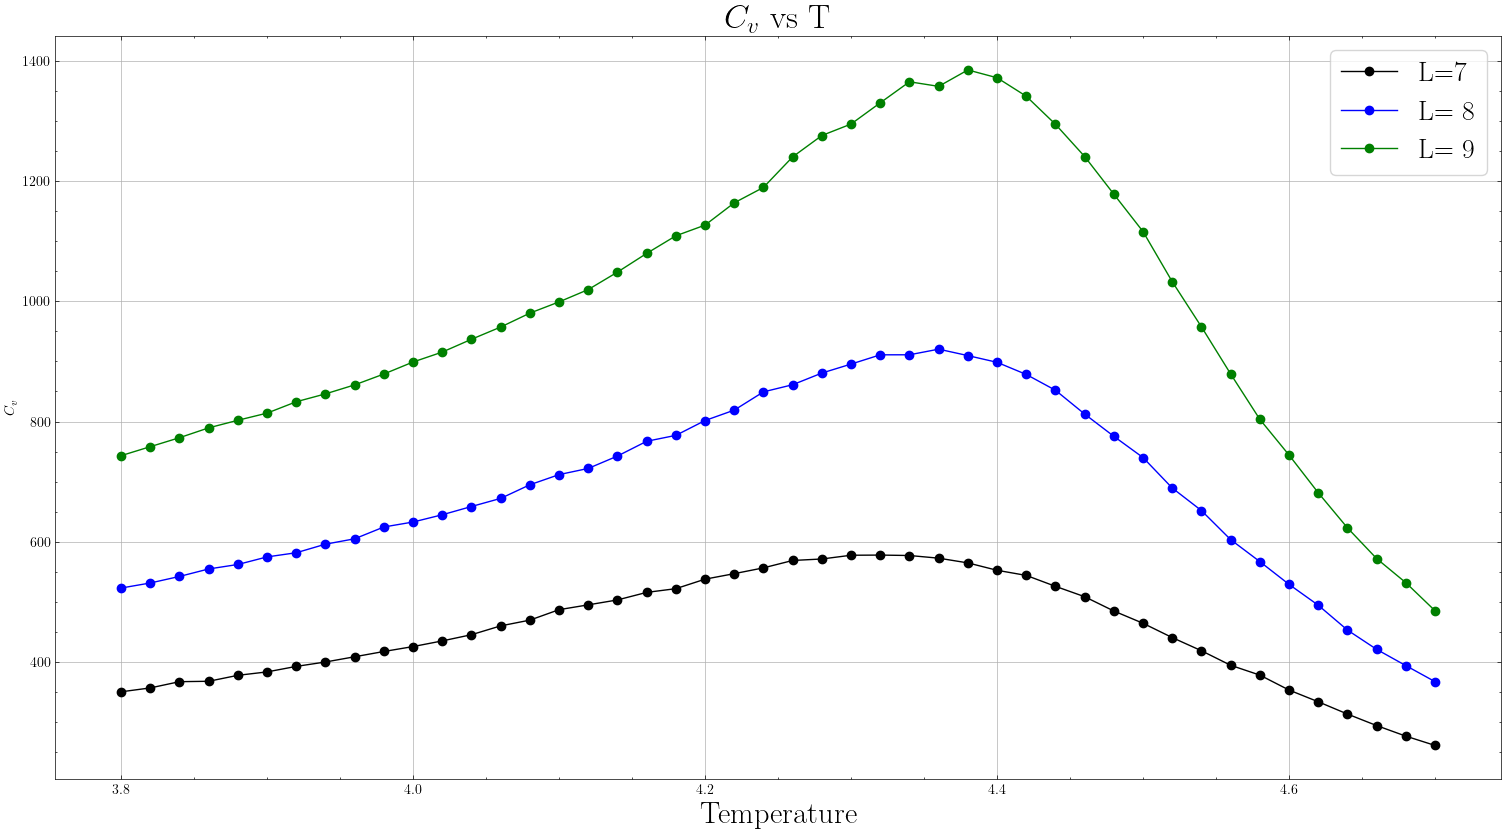 C_v vs T
L=7
L= 8
L= 9
1400
1200
1000
800
600
400
C_v
3.8 4.0 4.2 4.4 4.6
Temperature